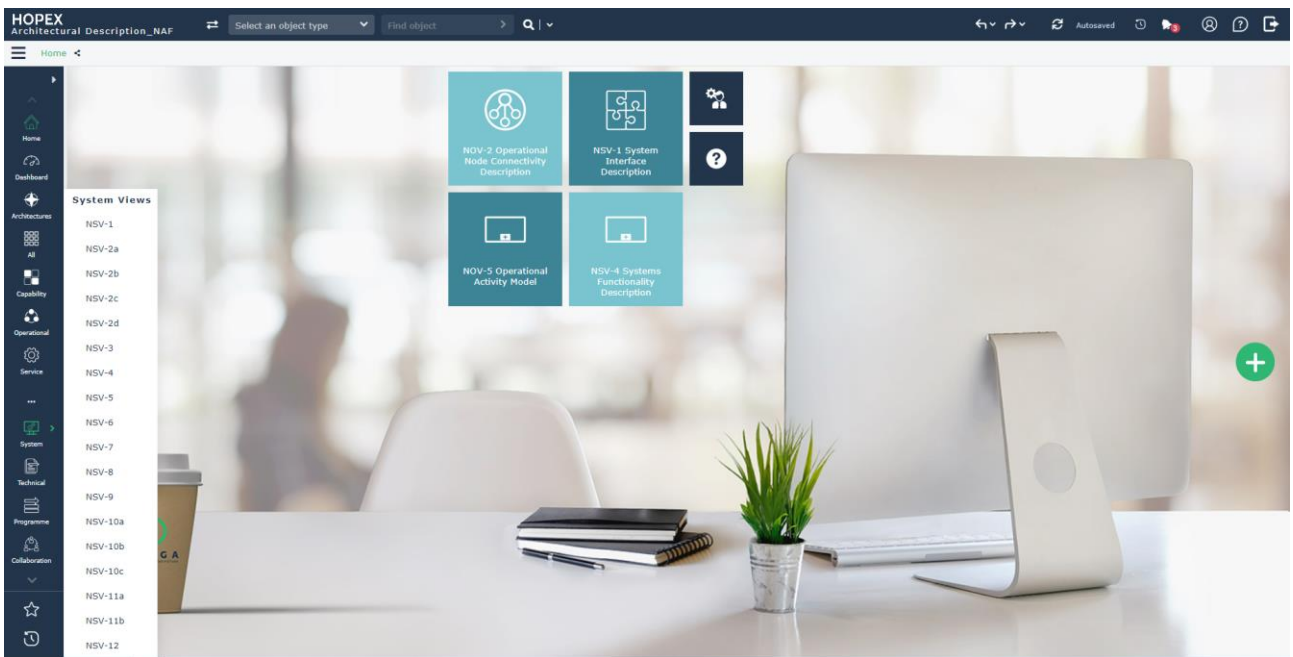 HOPEX
Architectural Description_NAF
Select an object type
Find object
Autosaved
3
Home
Home
Dashboard
Architectures
All
Capability
Operational
Service
...
System
Technical
Programme
Collaboration
System Views
NSV-1
NSV-2a
NSV-2b
NSV-2c
NSV-2d
NSV-3
NSV-4
NSV-5
NSV-6
NSV-7
NSV-8
NSV-9
NSV-10a
NSV-10b
NSV-10c
NSV-11a
NSV-11b
NSV-12
NOV-2 Operational
Node Connectivity
Description
NSV-1 System
Interface
Description
NOV-5 Operational
Activity Model
NSV-4 Systems
Functionality
Description
G A